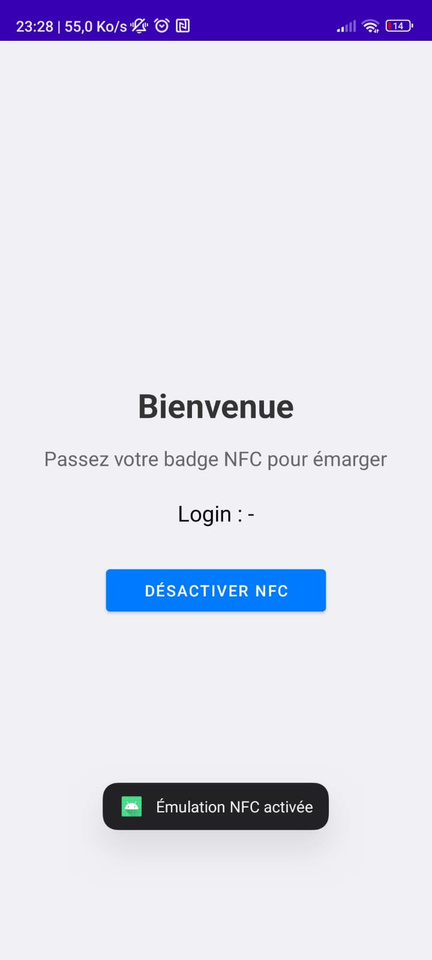 23:28 | 55,0 Ko/s
14
Bienvenue
Passez votre badge NFC pour émarger
Login : -
DÉSACTIVER NFC
Émulation NFC activée